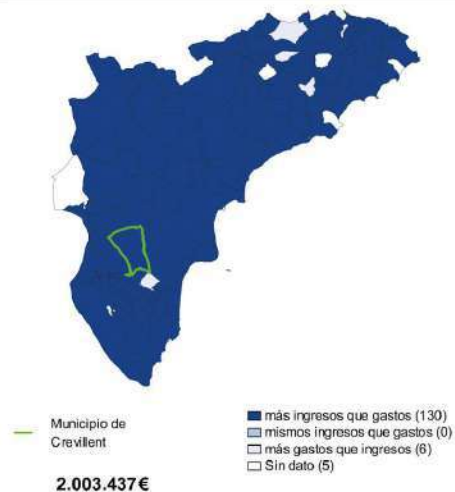 Municipio de
Crevillent
2.003.437€
más ingresos que gastos (130)
mismos ingresos que gastos (0)
más gastos que ingresos (6)
Sin dato (5)